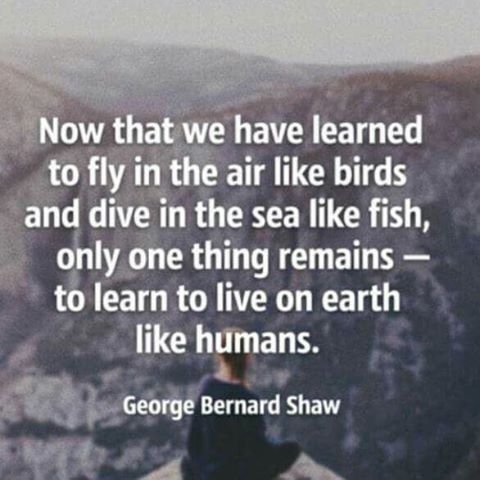 Now that we have learned
to fly in the air like birds
and dive in the sea like fish,
only one thing remains —
to learn to live on earth
like humans.
George Bernard Shaw